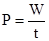 P = W/t